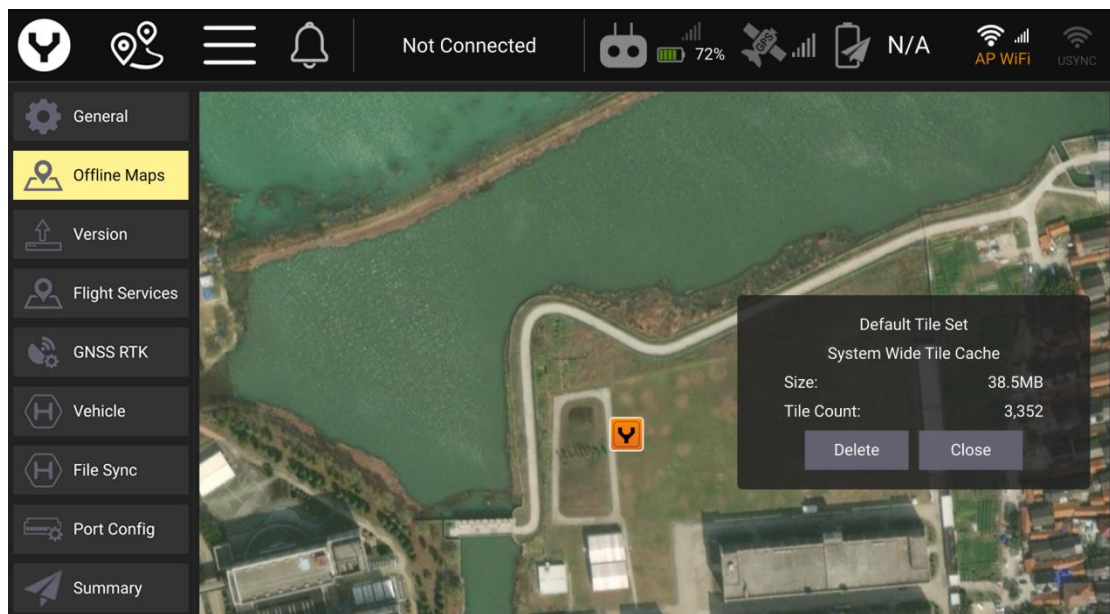 Not Connected
72%
GPS
N/A
AP WiFi
USYNC
General
Offline Maps
Version
Flight Services
GNSS RTK
Vehicle
File Sync
Port Config
Summary
Default Tile Set
System Wide Tile Cache
Size: 38.5MB
Tile Count: 3,352
Delete Close